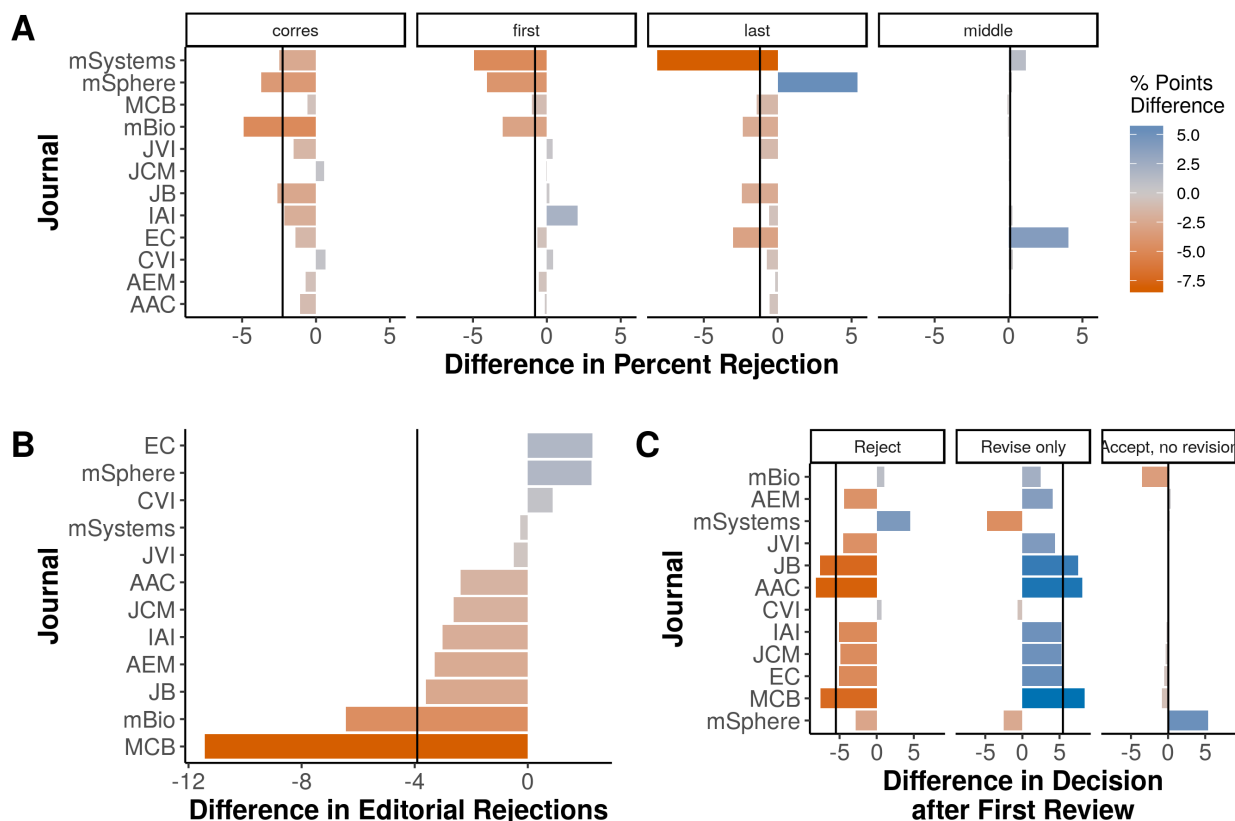 A
corres
first
last
middle
Journal
mSystems
mSphere
MCB
mBio
JVI
JCM
JB
IAI
EC
CVI
AEM
AAC
-5 0 5
-5 0 5
-5 0 5
-5 0 5
Difference in Percent Rejection
% Points
Difference
5.0
2.5
0.0
-2.5
-5.0
-7.5
B
Journal
EC
mSphere
CVI
mSystems
JVI
AAC
JCM
IAI
AEM
JB
mBio
MCB
-12 -8 -4 0
Difference in Editorial Rejections
C
Reject
Revise only
Accept, no revision
Journal
mBio
AEM
mSystems
JVI
JB
AAC
CVI
IAI
JCM
EC
MCB
mSphere
-5 0 5
-5 0 5
-5 0 5
Difference in Decision
after First Review